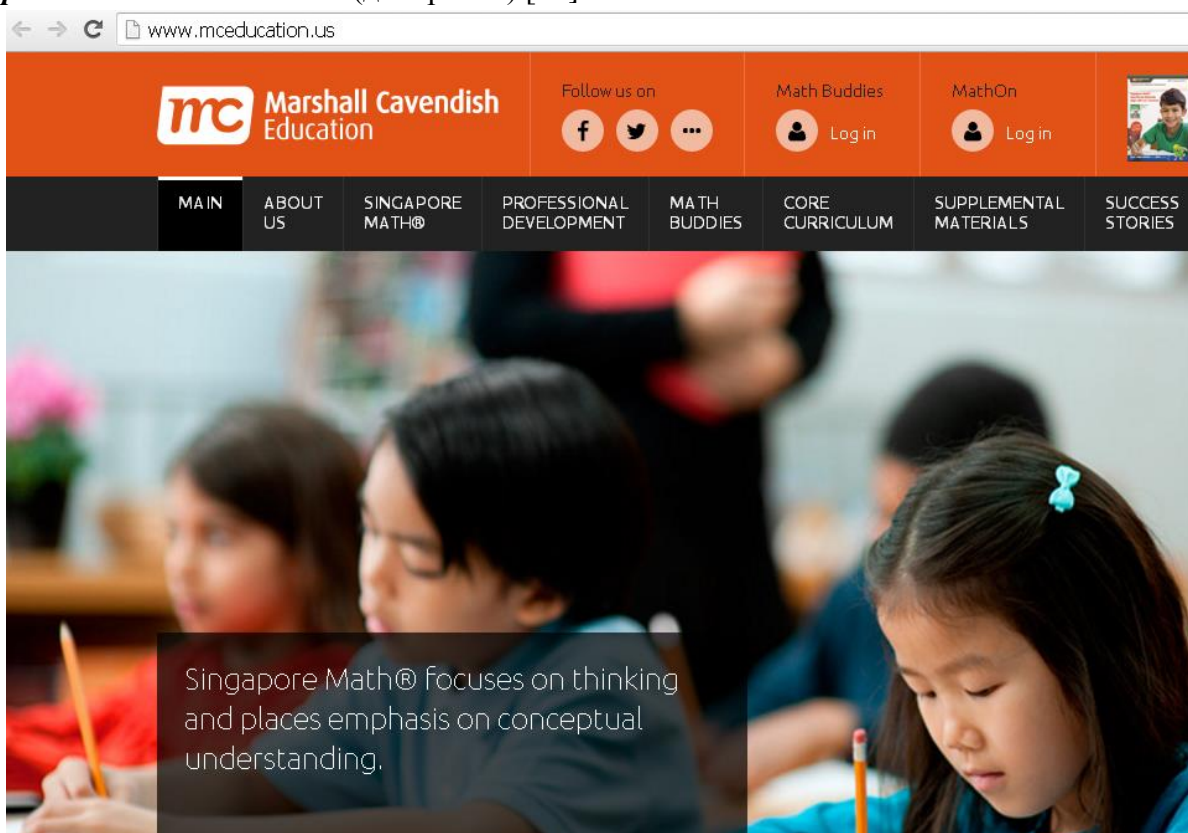 www.mceducation.us
mc Marshall Cavendish
Education
Follow us on
Math Buddies
Log in
MathOn
Log in
MAIN
ABOUT
US
SINGAPORE
MATH®
PROFESSIONAL
DEVELOPMENT
MATH
BUDDIES
CORE
CURRICULUM
SUPPLEMENTAL
MATERIALS
SUCCESS
STORIES
Singapore Math® focuses on thinking
and places emphasis on conceptual
understanding.